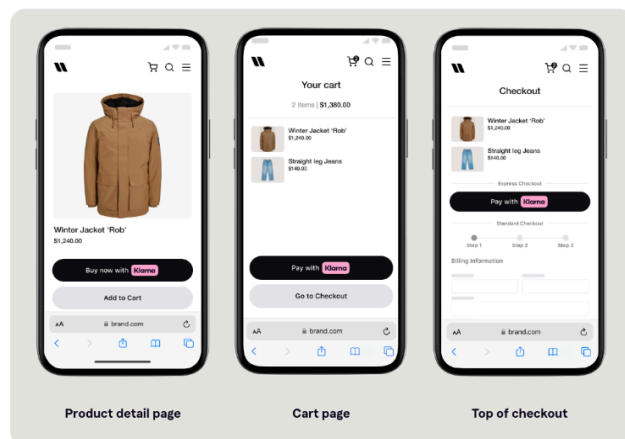 Winter Jacket ‘Rob’
$1,240.00
Buy now with Klarna
Add to Cart
AA brand.com
Product detail page
Your cart
2 Items | $1,380.00
Winter Jacket ‘Rob’
$1,240.00
Straight leg Jeans
$140.00
Pay with Klarna
Go to Checkout
AA brand.com
Cart page
Checkout
Winter Jacket ‘Rob’
$1,240.00
Straight leg Jeans
$140.00
Express Checkout
Pay with Klarna
Standard Checkout
Step 1 Step 2 Step 3
Billing Information
AA brand.com
Top of checkout